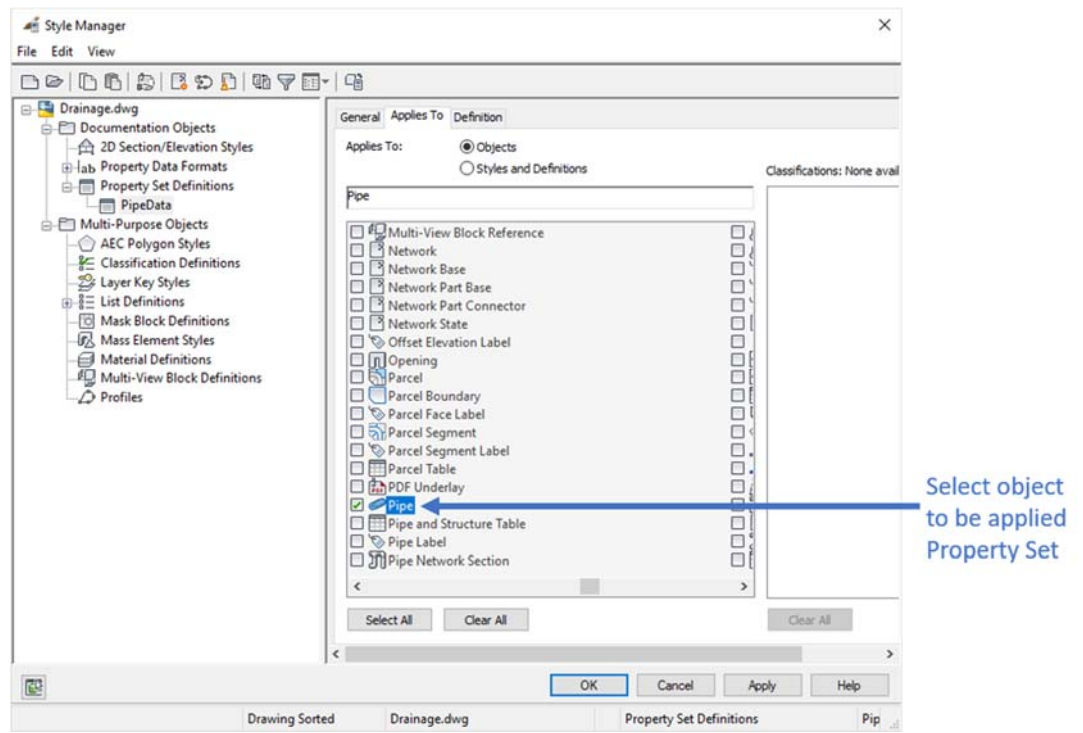 Style Manager
File Edit View
Drainage.dwg
Documentation Objects
2D Section/Elevation Styles
Property Data Formats
Property Set Definitions
PipeData
Multi-Purpose Objects
AEC Polygon Styles
Classification Definitions
Layer Key Styles
List Definitions
Mask Block Definitions
Mass Element Styles
Material Definitions
Multi-View Block Definitions
Profiles
General Applies To Definition
Applies To: Objects
Styles and Definitions
Classifications: None avail
Pipe
Multi-View Block Reference
Network
Network Base
Network Part Base
Network Part Connector
Network State
Offset Elevation Label
Opening
Parcel
Parcel Boundary
Parcel Face Label
Parcel Segment
Parcel Segment Label
Parcel Table
PDF Underlay
Pipe
Pipe and Structure Table
Pipe Label
Pipe Network Section
Select All Clear All Clear All
OK Cancel Apply Help
Drawing Sorted Drainage.dwg Property Set Definitions Pip
Select object
to be applied
Property Set